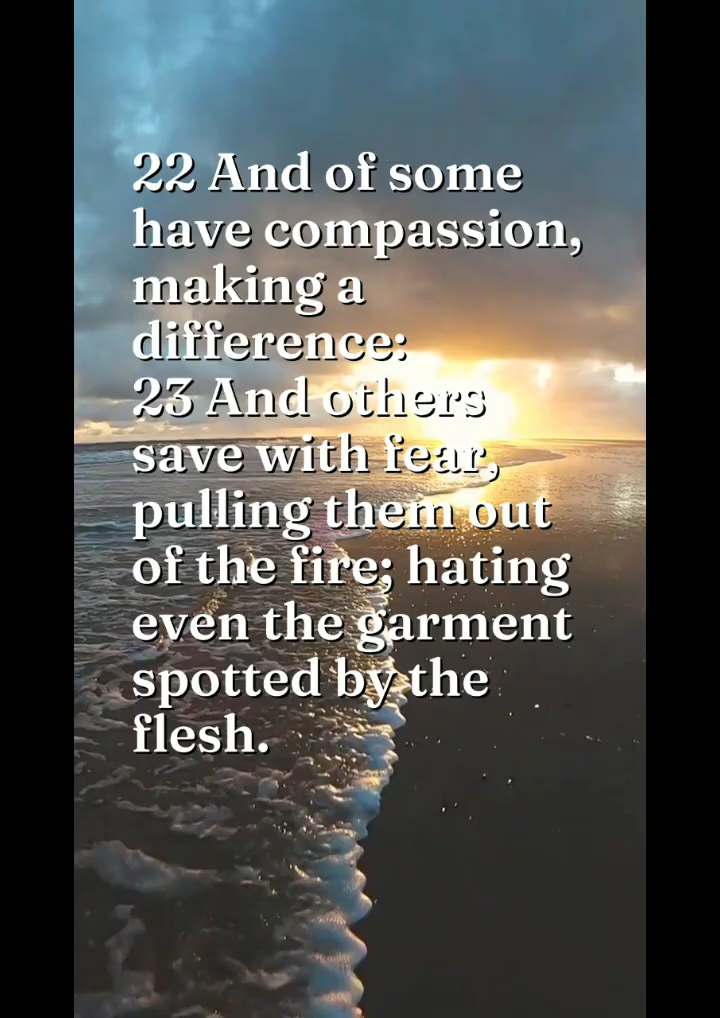 22 And of some
have compassion,
making a
difference:
23 And others
save with fear,
pulling them out
of the fire; hating
even the garment
spotted by the
flesh.